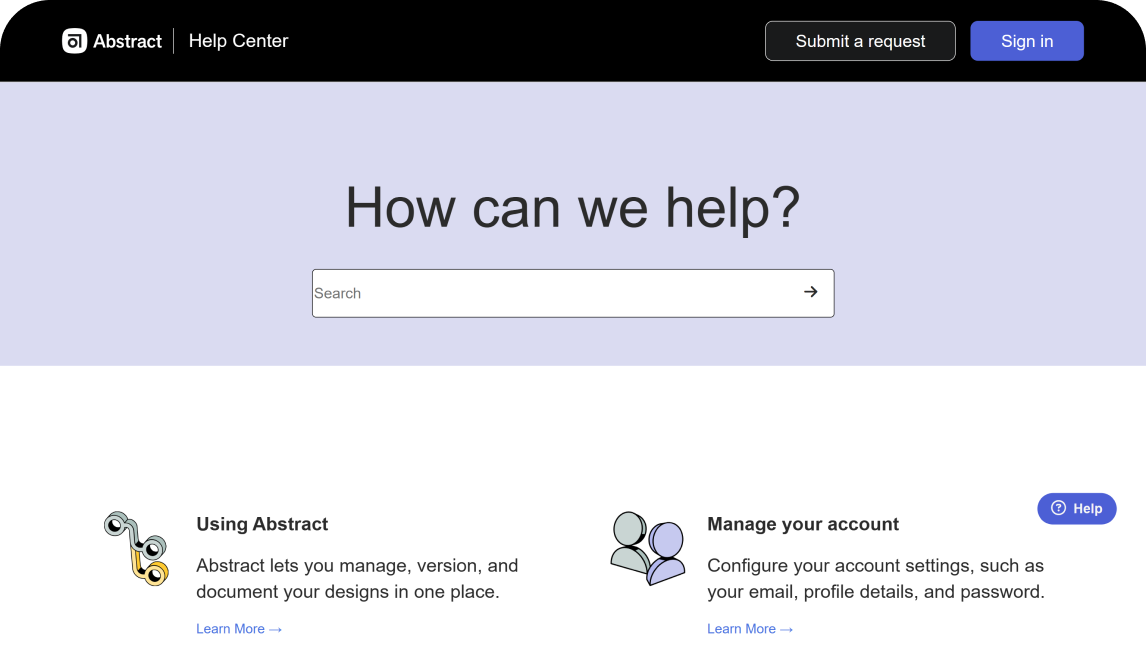 Abstract
Help Center
Submit a request
Sign in
How can we help?
Search
Using Abstract
Abstract lets you manage, version, and
document your designs in one place.
Learn More →
Manage your account
Configure your account settings, such as
your email, profile details, and password.
Learn More →
Help